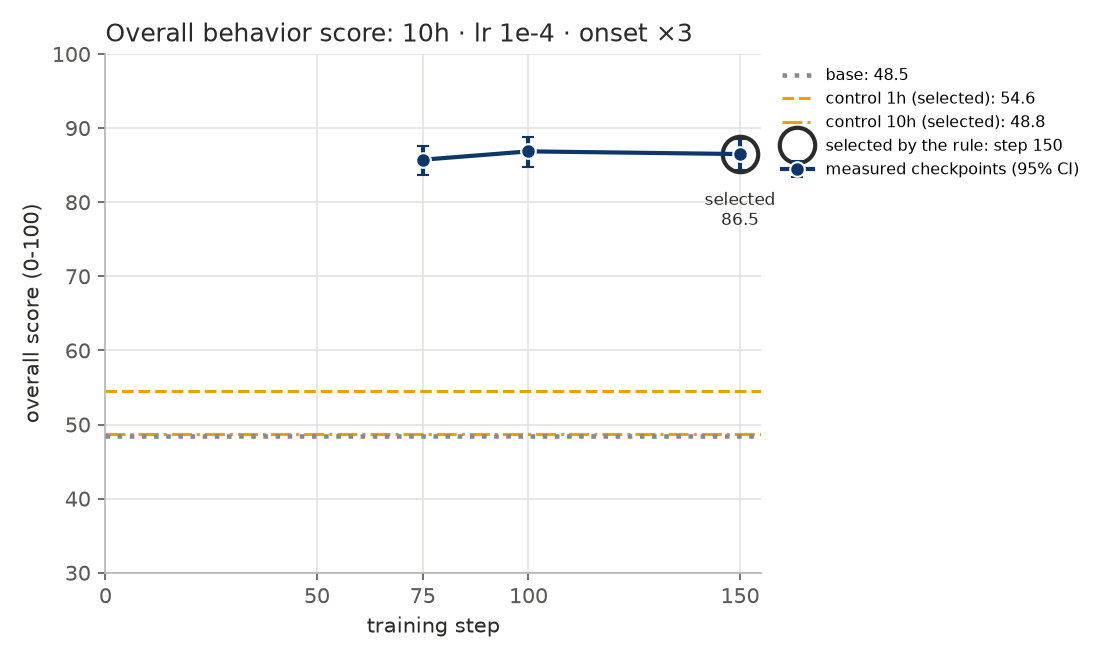 Overall behavior score: 10h · lr 1e-4 · onset ×3
100
90
80
70
60
50
40
30
overall score (0-100)
0
50
75
100
150
training step
selected
86.5
base: 48.5
control 1h (selected): 54.6
control 10h (selected): 48.8
selected by the rule: step 150
measured checkpoints (95% CI)